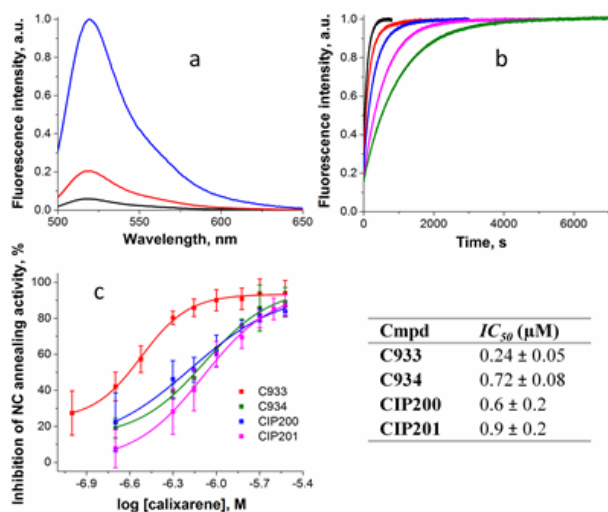 Fluorescence intensity, a.u.
1.0
0.8
0.6
0.4
0.2
0.0
a
500 550 600 650
Wavelength, nm
Fluorescence intensity, a.u.
1.0
0.8
0.6
0.4
0.2
0.0
b
0 2000 4000 6000
Time, s
Inhibition of NC annealing activity, %
100
80
60
40
20
0
c
C933
C934
CIP200
CIP201
-6.9 -6.6 -6.3 -6.0 -5.7 -5.4
log [calixarene], M
Cmpd IC50 (µM)
C933 0.24 ± 0.05
C934 0.72 ± 0.08
CIP200 0.6 ± 0.2
CIP201 0.9 ± 0.2